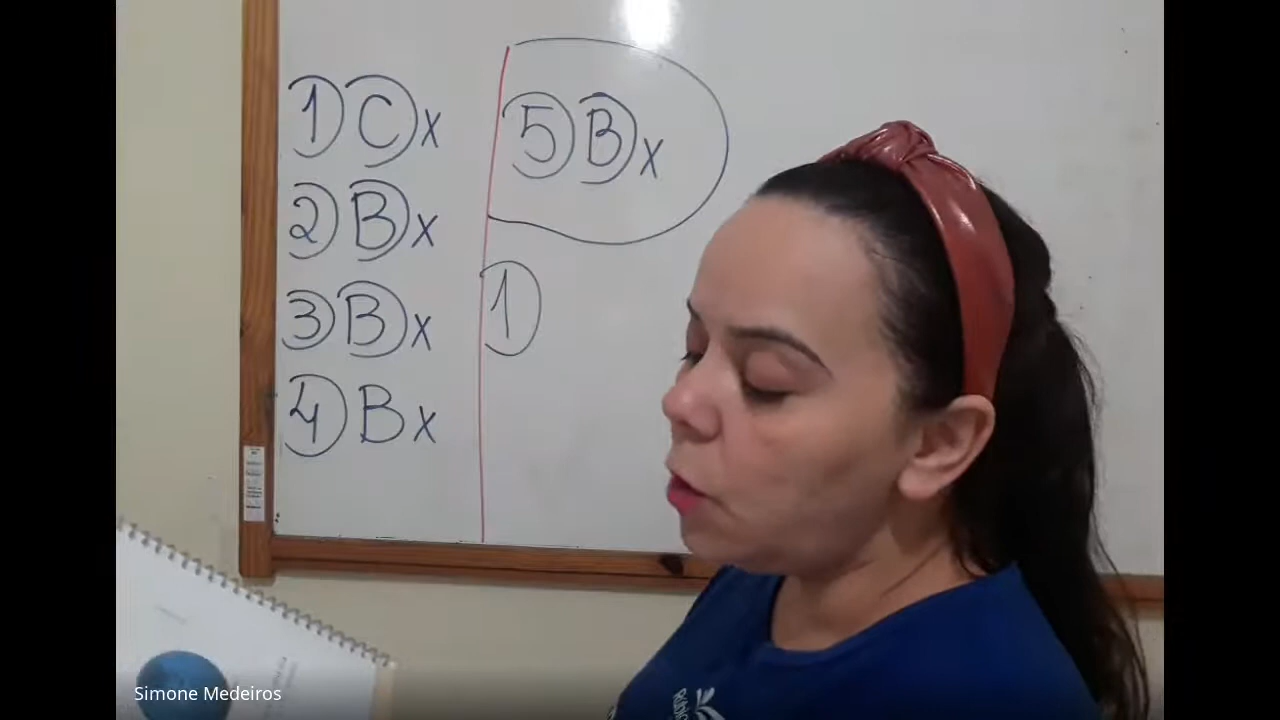 1 C x
2 B x
3 B x
4 B x
5 B x
1
Simone Medeiros